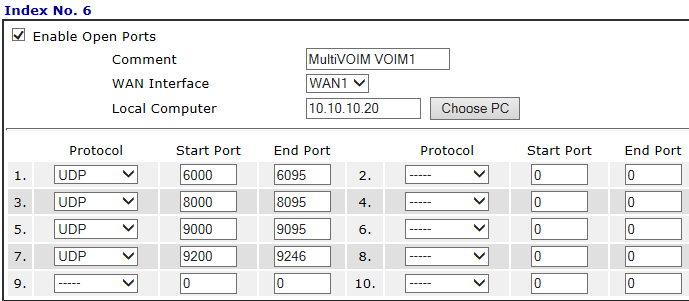 Index No. 6
Enable Open Ports
Comment MultiVOIM VOIM1
WAN Interface WAN1
Local Computer 10.10.10.20 Choose PC
Protocol Start Port End Port Protocol Start Port End Port
1. UDP 6000 6095 2. ----- 0 0
3. UDP 8000 8095 4. ----- 0 0
5. UDP 9000 9095 6. ----- 0 0
7. UDP 9200 9246 8. ----- 0 0
9. ----- 0 0 10. ----- 0 0